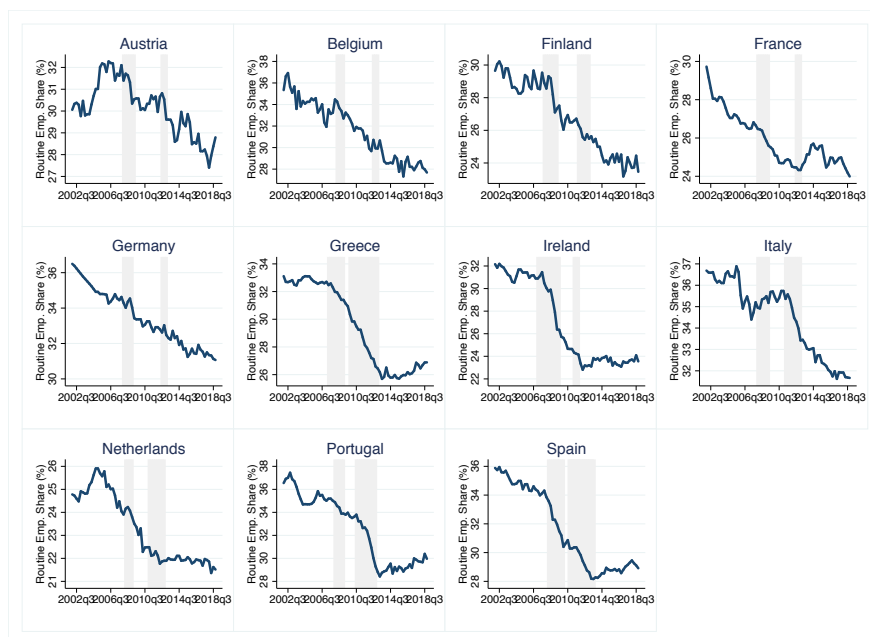 Austria
Routine Emp. Share (%)
27 28 29 30 31 32
2002q3 2006q3 2010q3 2014q3 2018q3
Belgium
Routine Emp. Share (%)
28 30 32 34 36 38
2002q3 2006q3 2010q3 2014q3 2018q3
Finland
Routine Emp. Share (%)
24 26 28 30
2002q3 2006q3 2010q3 2014q3 2018q3
France
Routine Emp. Share (%)
24 26 28 30
2002q3 2006q3 2010q3 2014q3 2018q3
Germany
Routine Emp. Share (%)
30 32 34 36
2002q3 2006q3 2010q3 2014q3 2018q3
Greece
Routine Emp. Share (%)
26 28 30 32 34
2002q3 2006q3 2010q3 2014q3 2018q3
Ireland
Routine Emp. Share (%)
22 24 26 28 30 32
2002q3 2006q3 2010q3 2014q3 2018q3
Italy
Routine Emp. Share (%)
32 33 34 35 36 37
2002q3 2006q3 2010q3 2014q3 2018q3
Netherlands
Routine Emp. Share (%)
21 22 23 24 25 26
2002q3 2006q3 2010q3 2014q3 2018q3
Portugal
Routine Emp. Share (%)
28 30 32 34 36 38
2002q3 2006q3 2010q3 2014q3 2018q3
Spain
Routine Emp. Share (%)
28 30 32 34 36
2002q3 2006q3 2010q3 2014q3 2018q3